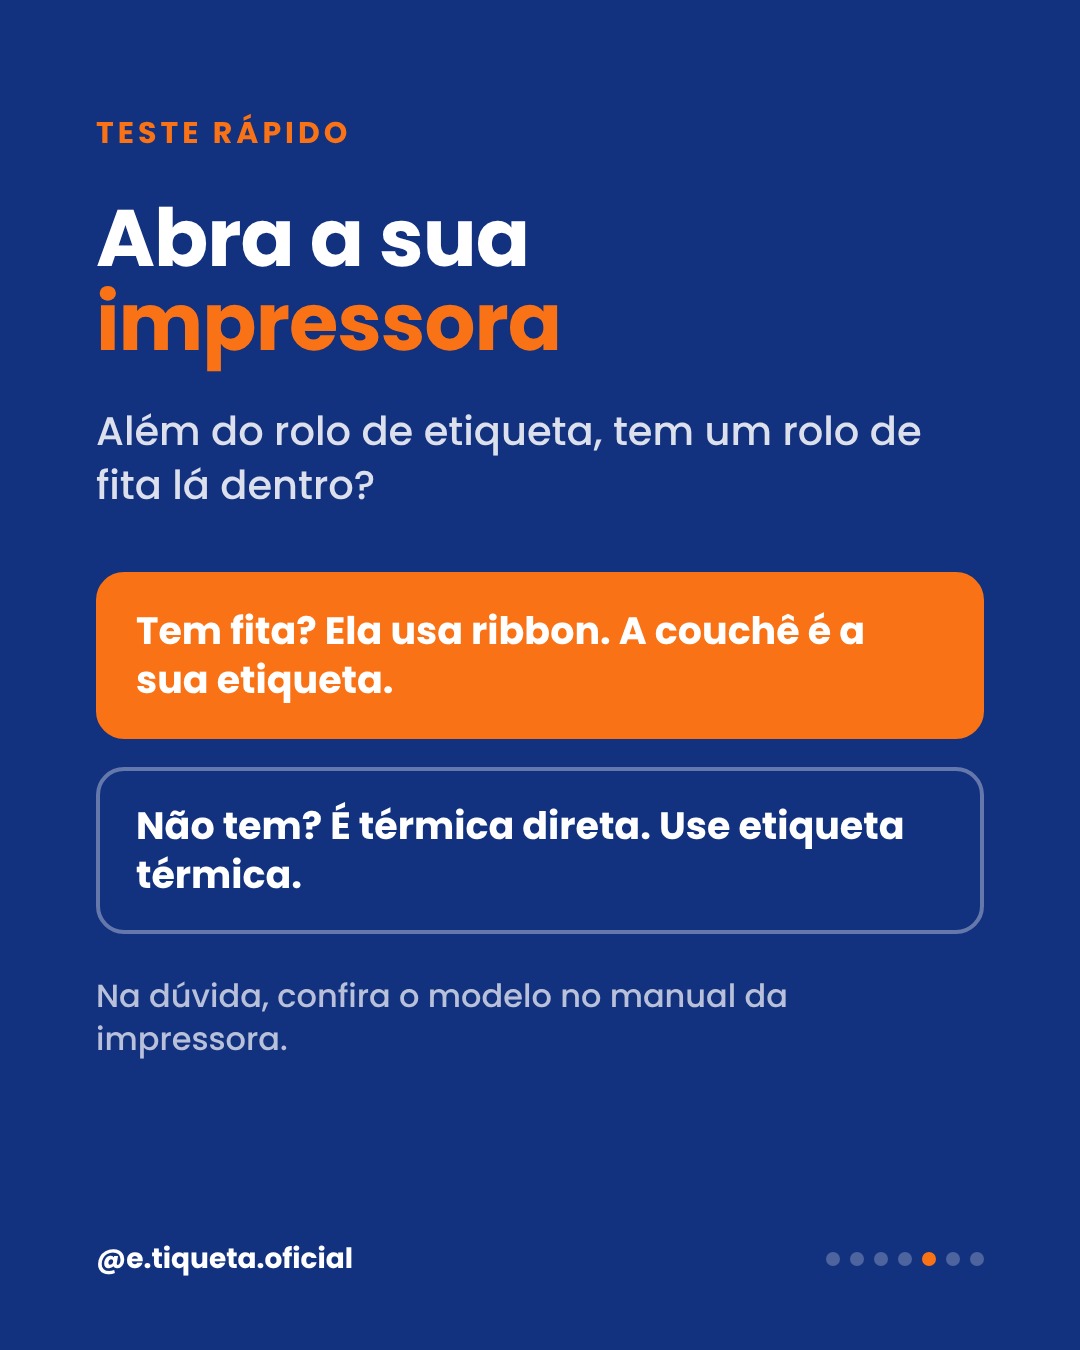 TESTE RÁPIDO
Abra a sua
impressora
Além do rolo de etiqueta, tem um rolo de
fita lá dentro?
Tem fita? Ela usa ribbon. A couchê é a
sua etiqueta.
Não tem? É térmica direta. Use etiqueta
térmica.
Na dúvida, confira o modelo no manual da
impressora.
@e.tiqueta.oficial